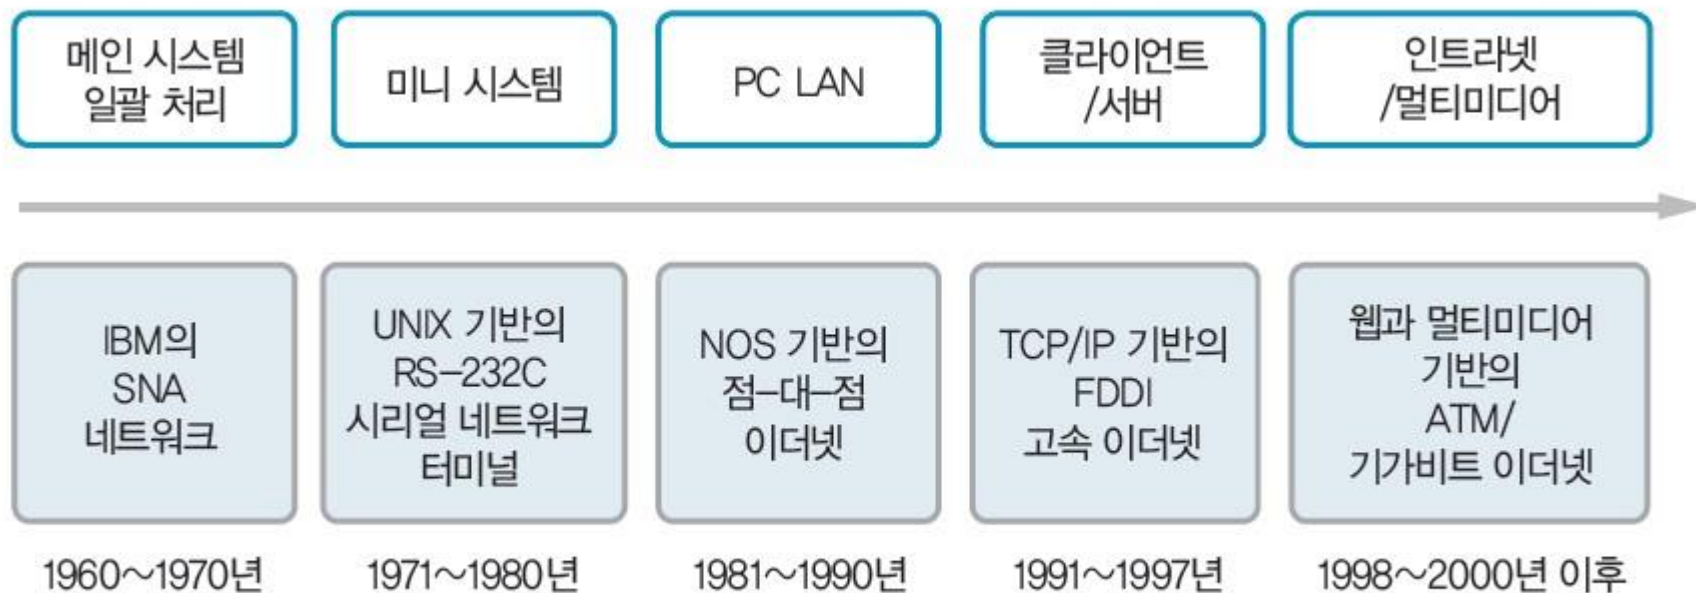 메인 시스템
일괄 처리
미니 시스템
PC LAN
클라이언트
/서버
인트라넷
/멀티미디어
IBM의
SNA
네트워크
UNIX 기반의
RS-232C
시리얼 네트워크
터미널
NOS 기반의
점-대-점
이더넷
TCP/IP 기반의
FDDI
고속 이더넷
웹과 멀티미디어
기반의
ATM/
기가비트 이더넷
1960~1970년
1971~1980년
1981~1990년
1991~1997년
1998~2000년 이후